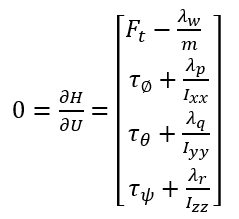 0 = ∂H/∂U = [
F_t − λ_w/m
τ_∅ + λ_p/I_xx
τ_θ + λ_q/I_yy
τ_ψ + λ_r/I_zz
]